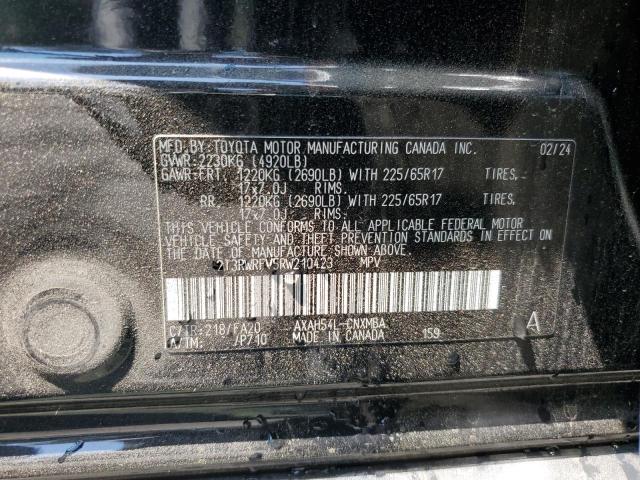 MFD. BY TOYOTA MOTOR MANUFACTURING CANADA INC. 02/24
GVWR 2230KG (4920LB)
GAWR FRT. 1220KG (2690LB) WITH 225/65R17 TIRES,
17x7.0J RIMS.
RR. 1220KG (2690LB) WITH 225/65R17 TIRES,
17x7.0J RIMS.
THIS VEHICLE CONFORMS TO ALL APPLICABLE FEDERAL MOTOR
VEHICLE SAFETY AND THEFT PREVENTION STANDARDS IN EFFECT ON
THE DATE OF MANUFACTURE SHOWN ABOVE.
2T3RWRFV5RW210423 MPV
C/TR:218/FA20 AXAH54L-CNXMBA A
A/TM: /P710 MADE IN CANADA 159